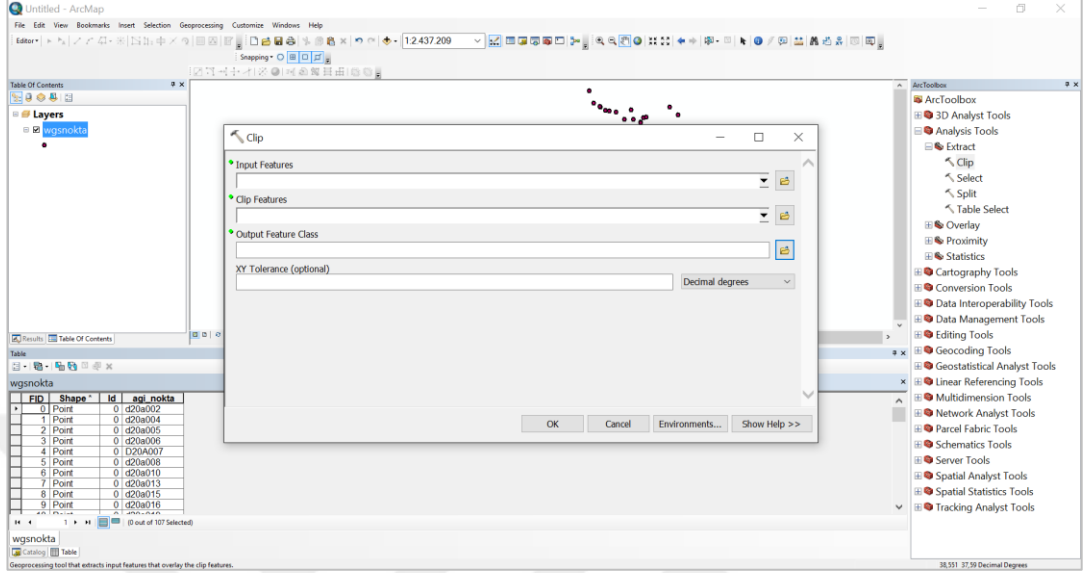 Untitled - ArcMap
File Edit View Bookmarks Insert Selection Geoprocessing Customize Windows Help
Editor
1:2.437.209
Snapping
Table Of Contents
Layers
wgsnokta
Results Table Of Contents
Clip
Input Features
Clip Features
Output Feature Class
XY Tolerance (optional)
Decimal degrees
OK Cancel Environments... Show Help >>
ArcToolbox
ArcToolbox
3D Analyst Tools
Analysis Tools
Extract
Clip
Select
Split
Table Select
Overlay
Proximity
Statistics
Cartography Tools
Conversion Tools
Data Interoperability Tools
Data Management Tools
Editing Tools
Geocoding Tools
Geostatistical Analyst Tools
Linear Referencing Tools
Multidimension Tools
Network Analyst Tools
Parcel Fabric Tools
Schematics Tools
Server Tools
Spatial Analyst Tools
Spatial Statistics Tools
Tracking Analyst Tools
Table
wgsnokta
FID Shape * Id agi_nokta
0 Point 0 d20a002
1 Point 0 d20a004
2 Point 0 d20a005
3 Point 0 d20a006
4 Point 0 D20A007
5 Point 0 d20a008
6 Point 0 d20a010
7 Point 0 d20a013
8 Point 0 d20a015
9 Point 0 d20a016
1 (0 out of 107 Selected)
wgsnokta
Catalog Table
Geoprocessing tool that extracts input features that overlay the clip features.
38,551 37,59 Decimal Degrees